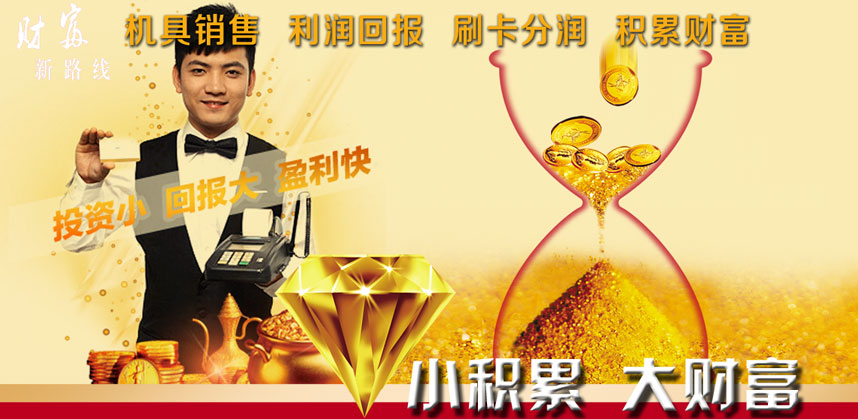 财富
新路线
机具销售 利润回报 刷卡分润 积累财富
投资小 回报大 盈利快
小积累 大财富